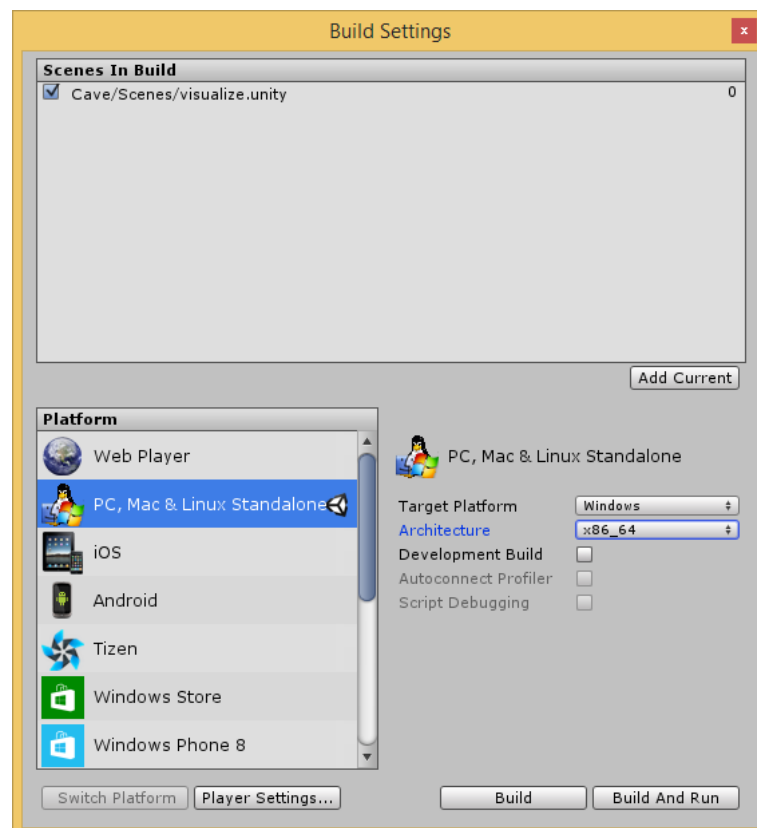 Build Settings
x
Scenes In Build
Cave/Scenes/visualize.unity 0
Add Current
Platform
Web Player
PC, Mac & Linux Standalone
iOS
Android
Tizen
Windows Store
Windows Phone 8
PC, Mac & Linux Standalone
Target Platform Windows
Architecture x86_64
Development Build
Autoconnect Profiler
Script Debugging
Switch Platform Player Settings... Build Build And Run